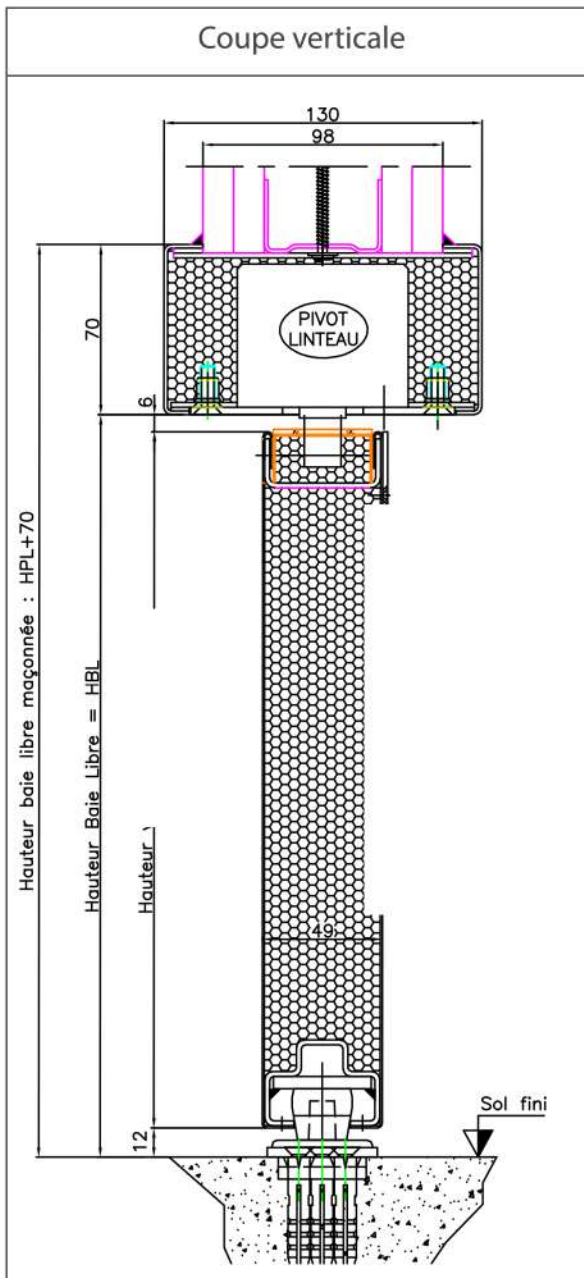 Coupe verticale
130
98
70
PIVOT
LINTEAU
6
Hauteur baie libre maçonnée : HPL+70
Hauteur Baie Libre = HBL
Hauteur
49
12
Sol fini